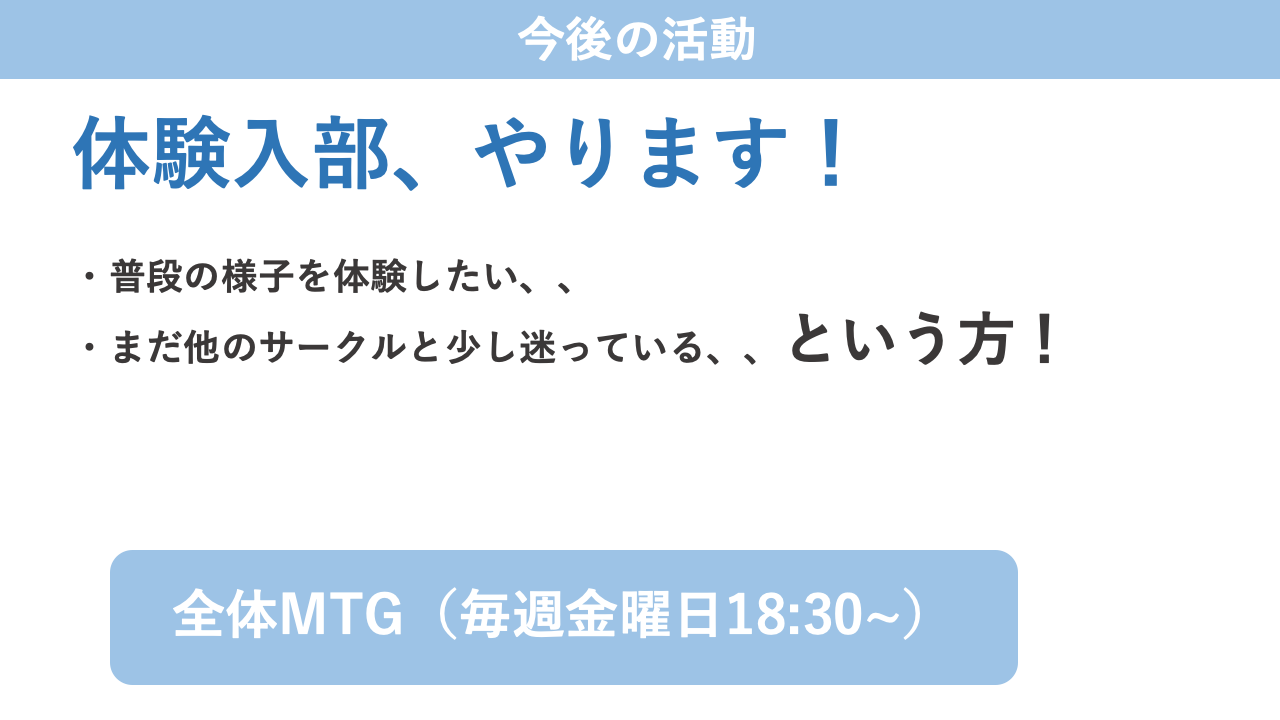 今後の活動
体験入部、やります！
・普段の様子を体験したい、、
・まだ他のサークルと少し迷っている、、という方！
全体MTG（毎週金曜日18:30~）